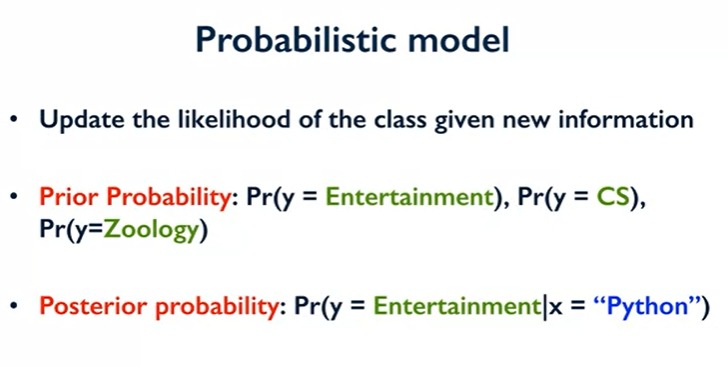 Probabilistic model
• Update the likelihood of the class given new information
• Prior Probability: Pr(y = Entertainment), Pr(y = CS),
Pr(y=Zoology)
• Posterior probability: Pr(y = Entertainment|x = “Python”)